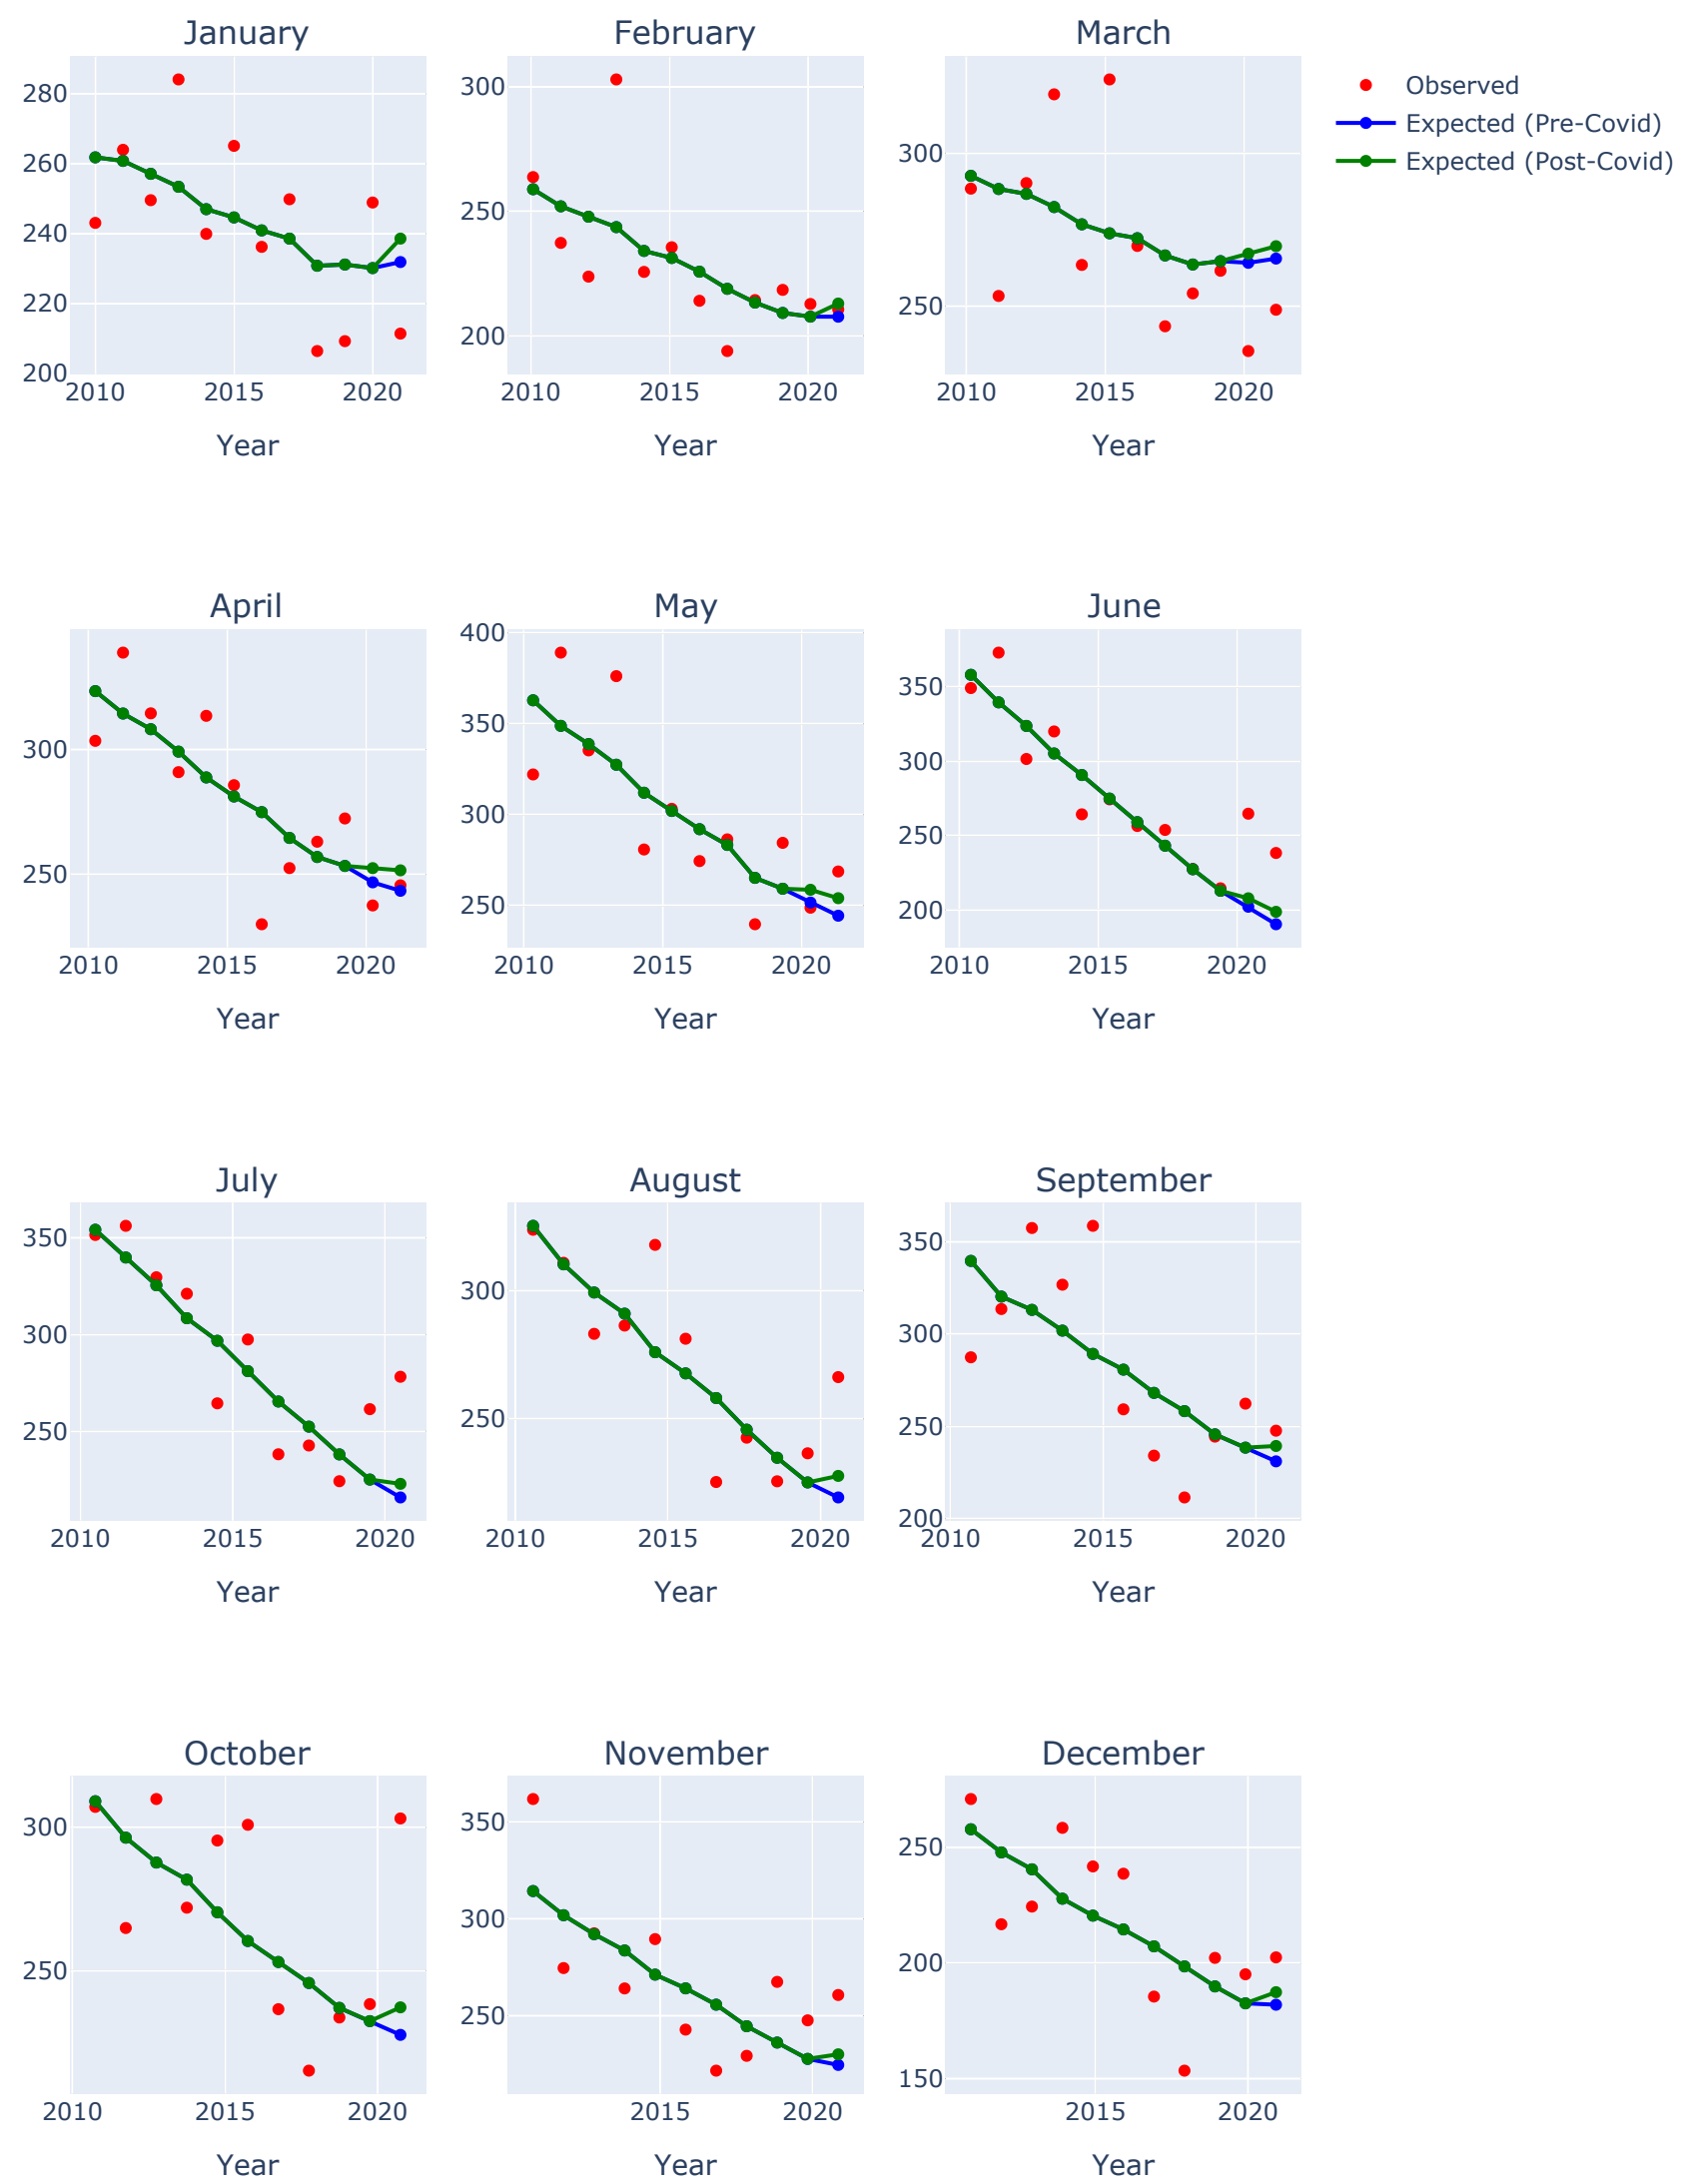 January
February
March
280
260
240
220
200
2010
2015
2020
Year
300
250
200
2010
2015
2020
Year
300
250
2010
2015
2020
Year
Observed
Expected (Pre-Covid)
Expected (Post-Covid)
April
May
June
300
250
2010
2015
2020
Year
400
350
300
250
2010
2015
2020
Year
350
300
250
200
2010
2015
2020
Year
July
August
September
350
300
250
2010
2015
2020
Year
300
250
2010
2015
2020
Year
350
300
250
200
2010
2015
2020
Year
October
November
December
300
250
2010
2015
2020
Year
350
300
250
2015
2020
Year
250
200
150
2015
2020
Year